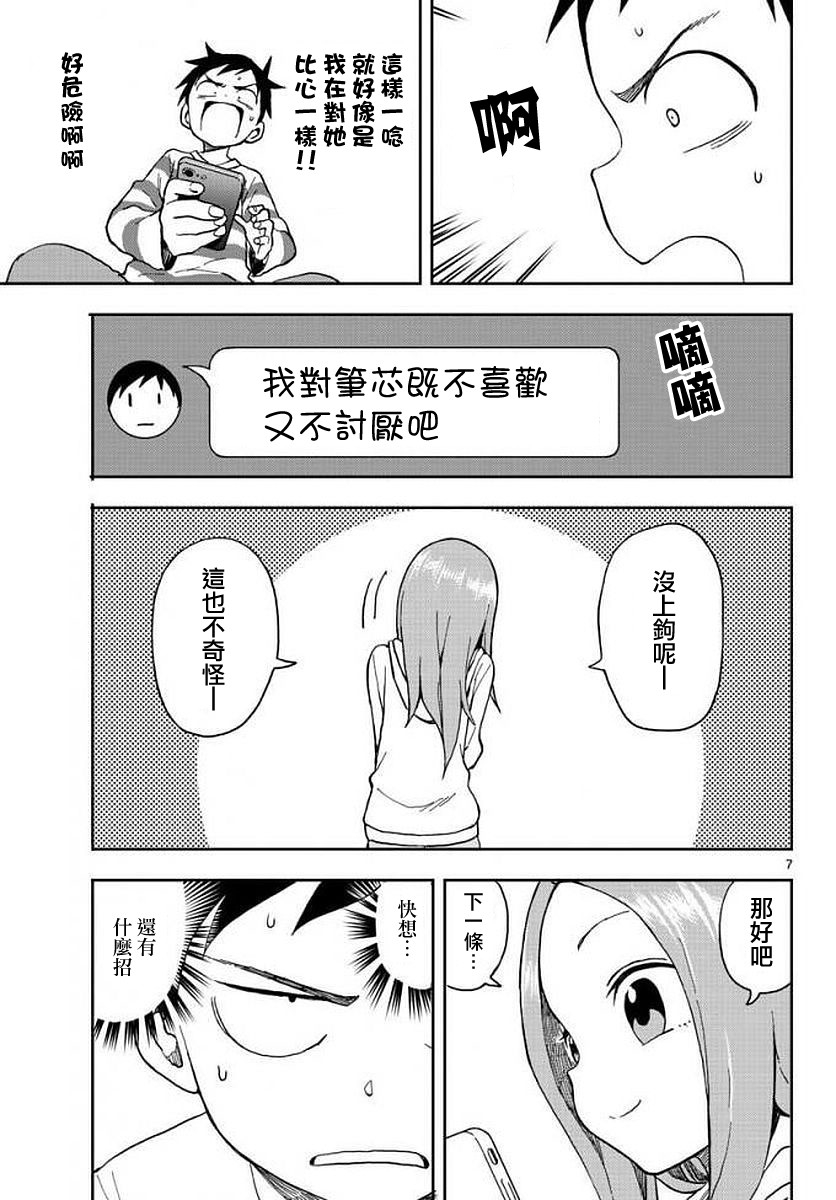 啊
這樣一唸
就好像是
我在對她
比心一樣!!
好危險啊啊
嘀嘀
我對筆芯既不喜歡
又不討厭吧
沒上鉤呢ー
這也不奇怪ー
7
那好吧
下一條…
快想…
還有
什麼招